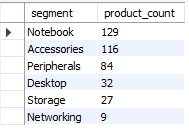 segment product_count
Notebook 129
Accessories 116
Peripherals 84
Desktop 32
Storage 27
Networking 9